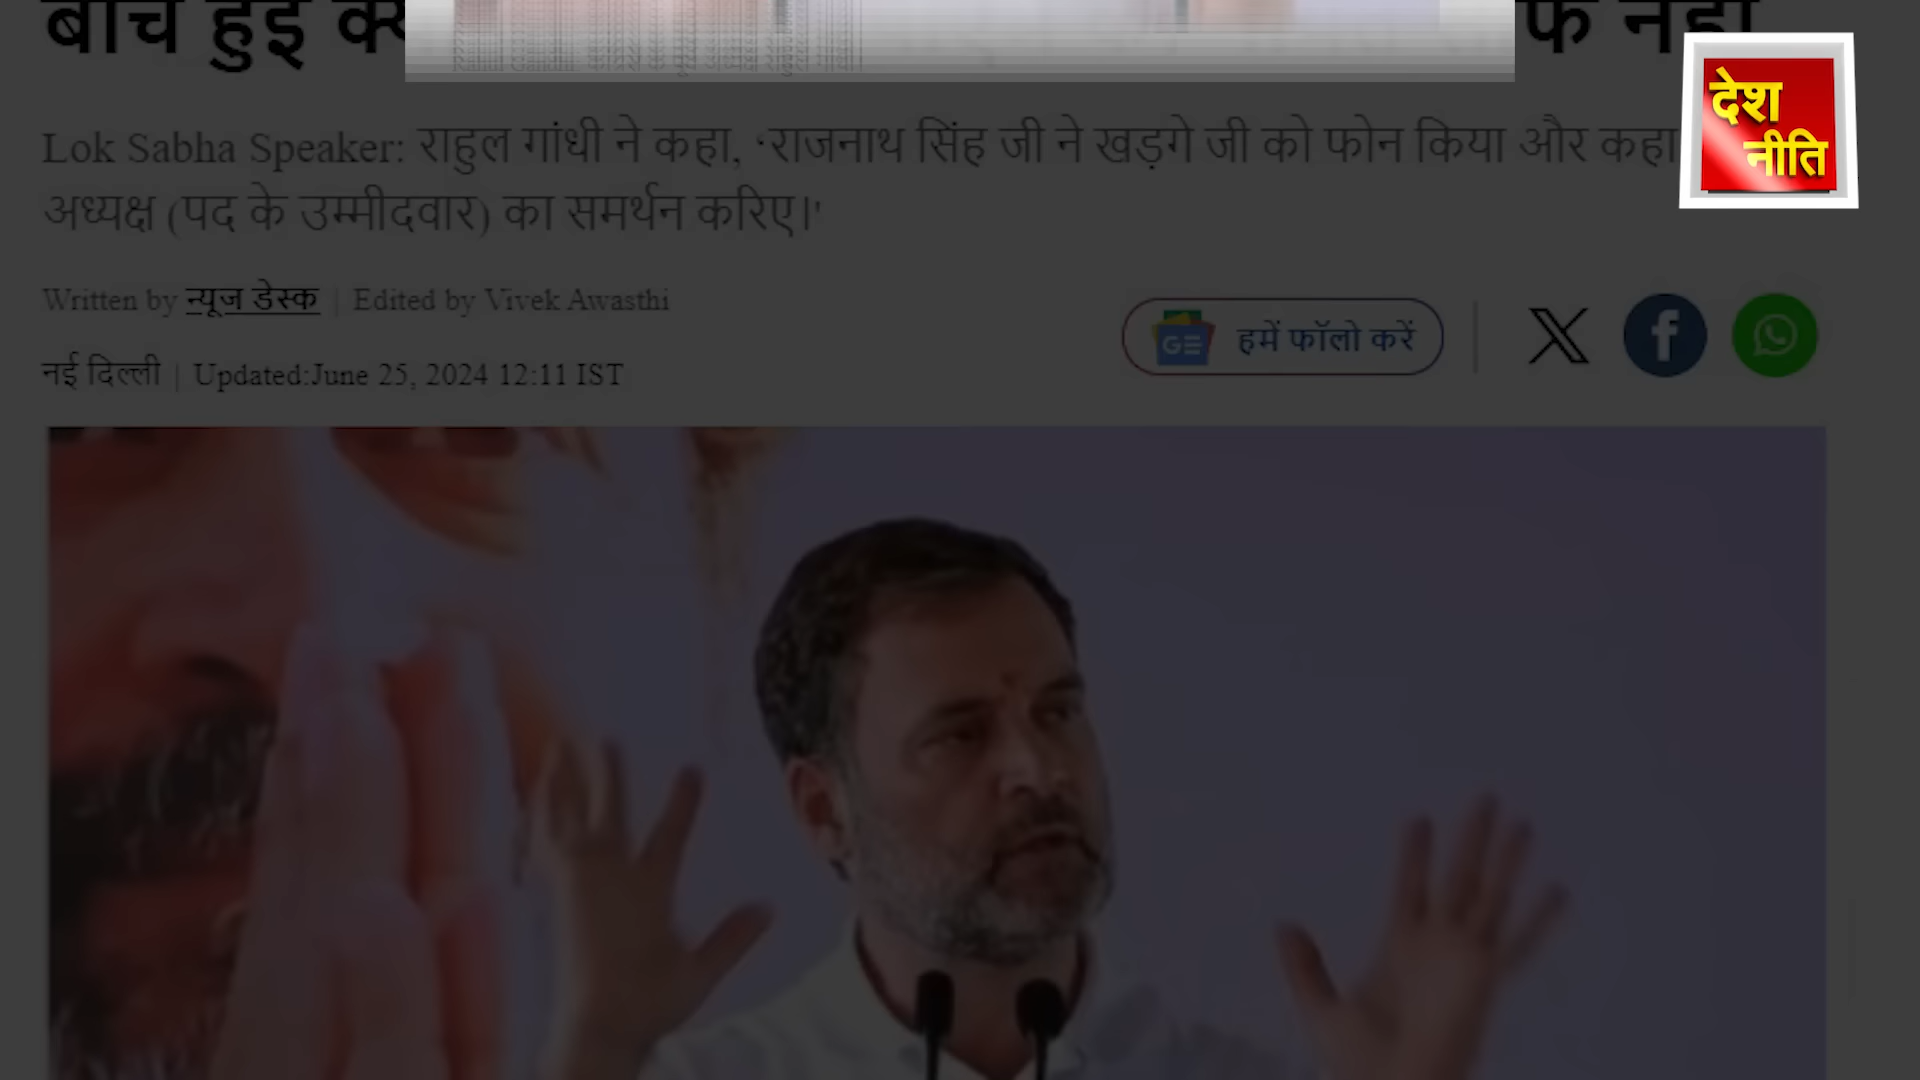 बीच हुई
नहीं
देश
नीति
Lok Sabha Speaker: राहुल गांधी ने कहा, 'राजनाथ सिंह जी ने खड़गे जी को फोन किया और कहा
अध्यक्ष (पद के उम्मीदवार) का समर्थन करिए।'
Written by न्यूज डेस्क | Edited by Vivek Awasthi
हमें फॉलो करें
नई दिल्ली | Updated:June 25, 2024 12:11 IST